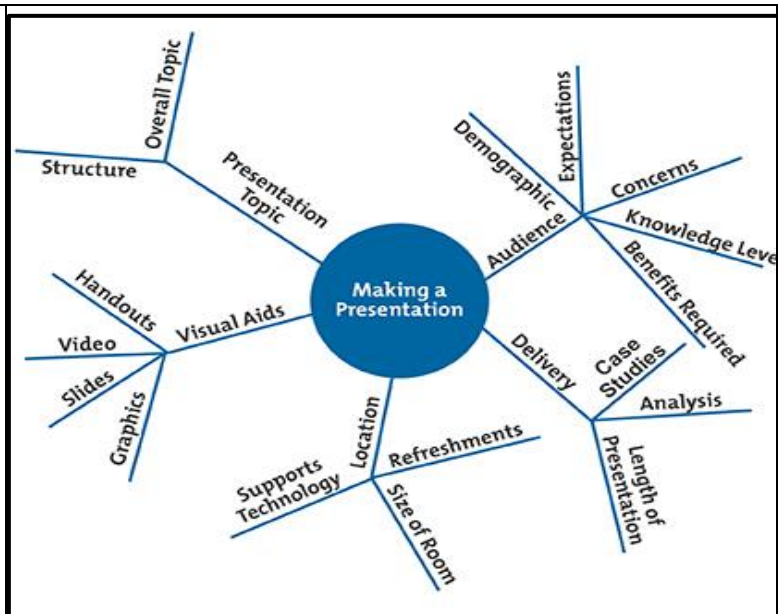 Making a
Presentation
Presentation
Topic
Overall Topic
Structure
Audience
Demographic
Expectations
Concerns
Knowledge Leve
Benefits Required
Delivery
Case
Studies
Analysis
Length of
Presentation
Location
Refreshments
Size of Room
Supports
Technology
Visual Aids
Handouts
Video
Slides
Graphics